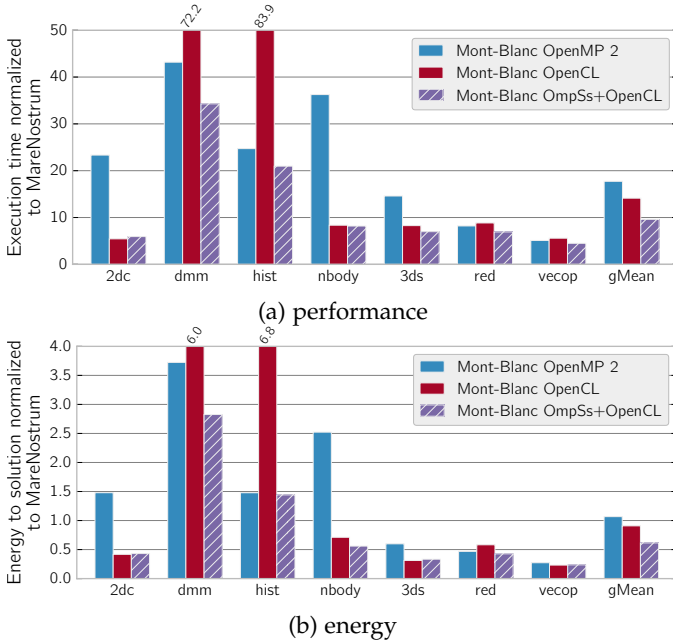 72.2
83.9
50
40
30
20
10
0
Execution time normalized
to MareNostrum
Mont-Blanc OpenMP 2
Mont-Blanc OpenCL
Mont-Blanc OmpSs+OpenCL
2dc dmm hist nbody 3ds red vecop gMean
(a) performance
6.0
6.8
4.0
3.5
3.0
2.5
2.0
1.5
1.0
0.5
0.0
Energy to solution normalized
to MareNostrum
Mont-Blanc OpenMP 2
Mont-Blanc OpenCL
Mont-Blanc OmpSs+OpenCL
2dc dmm hist nbody 3ds red vecop gMean
(b) energy